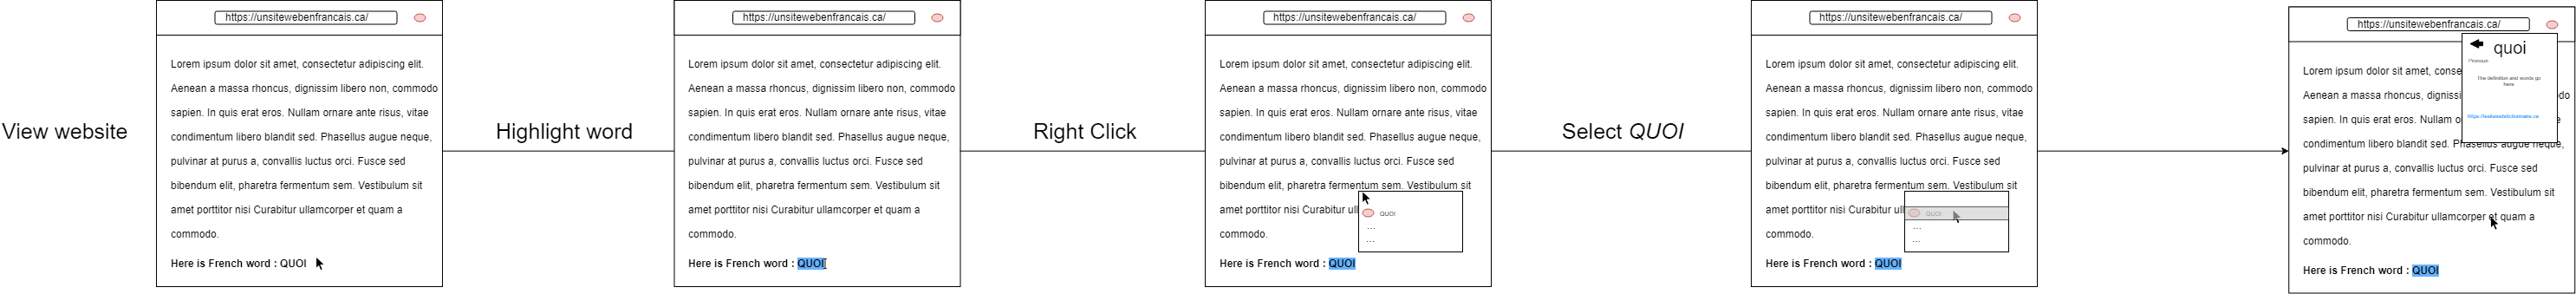 View website
https://unsitewebenfrancais.ca/
Lorem ipsum dolor sit amet, consectetur adipiscing elit.
Aenean a massa rhoncus, dignissim libero non, commodo
sapien. In quis erat eros. Nullam ornare ante risus, vitae
condimentum libero blandit sed. Phasellus augue neque,
pulvinar at purus a, convallis luctus orci. Fusce sed
bibendum elit, pharetra fermentum sem. Vestibulum sit
amet porttitor nisi Curabitur ullamcorper et quam a
commodo.
Here is French word : QUOI
Highlight word
https://unsitewebenfrancais.ca/
Lorem ipsum dolor sit amet, consectetur adipiscing elit.
Aenean a massa rhoncus, dignissim libero non, commodo
sapien. In quis erat eros. Nullam ornare ante risus, vitae
condimentum libero blandit sed. Phasellus augue neque,
pulvinar at purus a, convallis luctus orci. Fusce sed
bibendum elit, pharetra fermentum sem. Vestibulum sit
amet porttitor nisi Curabitur ullamcorper et quam a
commodo.
Here is French word : QUOI
Right Click
https://unsitewebenfrancais.ca/
Lorem ipsum dolor sit amet, consectetur adipiscing elit.
Aenean a massa rhoncus, dignissim libero non, commodo
sapien. In quis erat eros. Nullam ornare ante risus, vitae
condimentum libero blandit sed. Phasellus augue neque,
pulvinar at purus a, convallis luctus orci. Fusce sed
bibendum elit, pharetra fermentum sem. Vestibulum sit
amet porttitor nisi Curabitur ull
commodo.
QUOI
...
...
Here is French word : QUOI
Select QUOI
https://unsitewebenfrancais.ca/
Lorem ipsum dolor sit amet, consectetur adipiscing elit.
Aenean a massa rhoncus, dignissim libero non, commodo
sapien. In quis erat eros. Nullam ornare ante risus, vitae
condimentum libero blandit sed. Phasellus augue neque,
pulvinar at purus a, convallis luctus orci. Fusce sed
bibendum elit, pharetra fermentum sem. Vestibulum sit
amet porttitor nisi Curabitur ull
commodo.
QUOI
...
...
Here is French word : QUOI
https://unsitewebenfrancais.ca/
quoi
Pronoun
The definition and words go
here
Lorem ipsum dolor sit amet, conse
Aenean a massa rhoncus, dignissi do
sapien. In quis erat eros. Nullam o e
condimentum libero blandit sed. Phasellus augue neque,
pulvinar at purus a, convallis luctus orci. Fusce sed
bibendum elit, pharetra fermentum sem. Vestibulum sit
amet porttitor nisi Curabitur ullamcorper et quam a
commodo.
Here is French word : QUOI